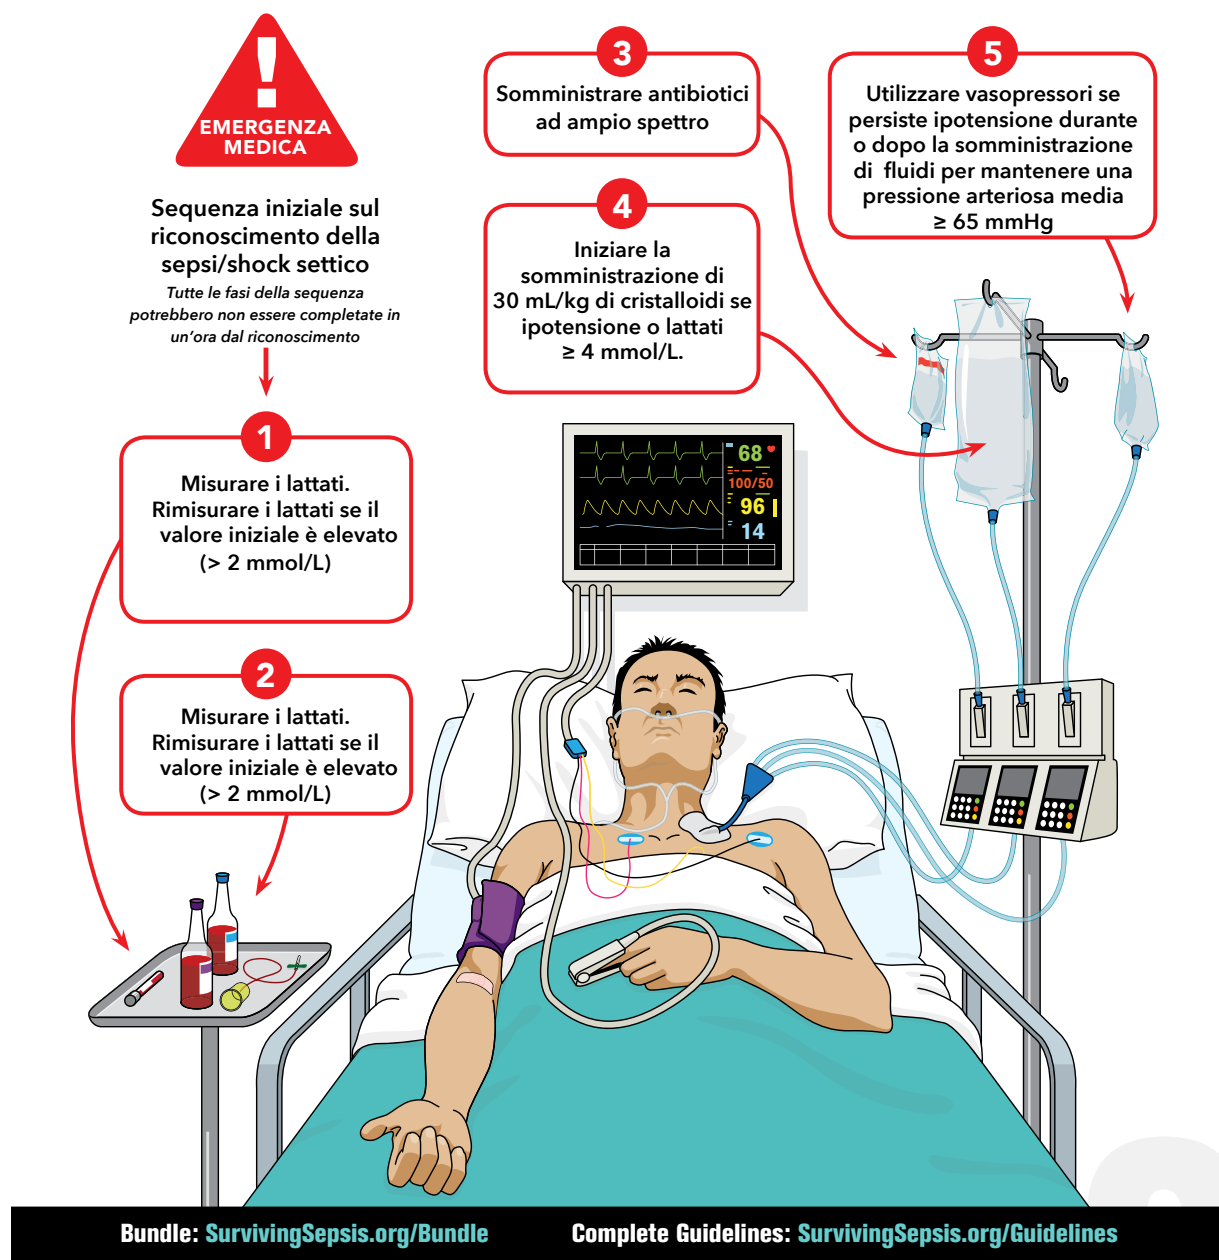 EMERGENZA
MEDICA
Sequenza iniziale sul
riconoscimento della
sepsi/shock settico
Tutte le fasi della sequenza
potrebbero non essere completate in
un'ora dal riconoscimento
1
Misurare i lattati.
Rimisurare i lattati se il
valore iniziale è elevato
(> 2 mmol/L)
2
Misurare i lattati.
Rimisurare i lattati se il
valore iniziale è elevato
(> 2 mmol/L)
3
Somministrare antibiotici
ad ampio spettro
4
Iniziare la
somministrazione di
30 mL/kg di cristalloidi se
ipotensione o lattati
≥ 4 mmol/L.
5
Utilizzare vasopressori se
persiste ipotensione durante
o dopo la somministrazione
di fluidi per mantenere una
pressione arteriosa media
≥ 65 mmHg
68
100/50
96
14
Bundle: SurvivingSepsis.org/Bundle
Complete Guidelines: SurvivingSepsis.org/Guidelines